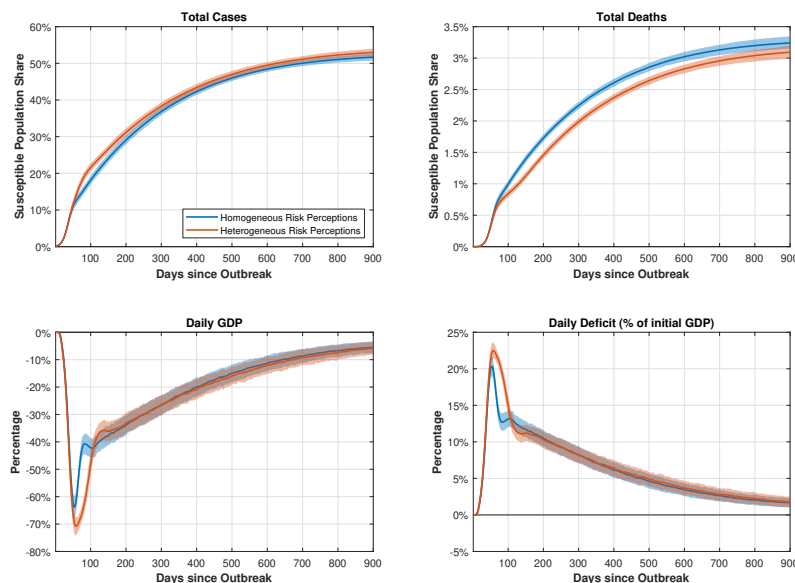 Total Cases
60%
50%
40%
30%
20%
10%
0%
Susceptible Population Share
Homogeneous Risk Perceptions
Heterogeneous Risk Perceptions
100 200 300 400 500 600 700 800 900
Days since Outbreak
Total Deaths
3.5%
3%
2.5%
2%
1.5%
1%
0.5%
0%
Susceptible Population Share
100 200 300 400 500 600 700 800 900
Days since Outbreak
Daily GDP
0%
-10%
-20%
-30%
-40%
-50%
-60%
-70%
-80%
Percentage
100 200 300 400 500 600 700 800 900
Days since Outbreak
Daily Deficit (% of initial GDP)
25%
20%
15%
10%
5%
0%
-5%
Percentage
100 200 300 400 500 600 700 800 900
Days since Outbreak